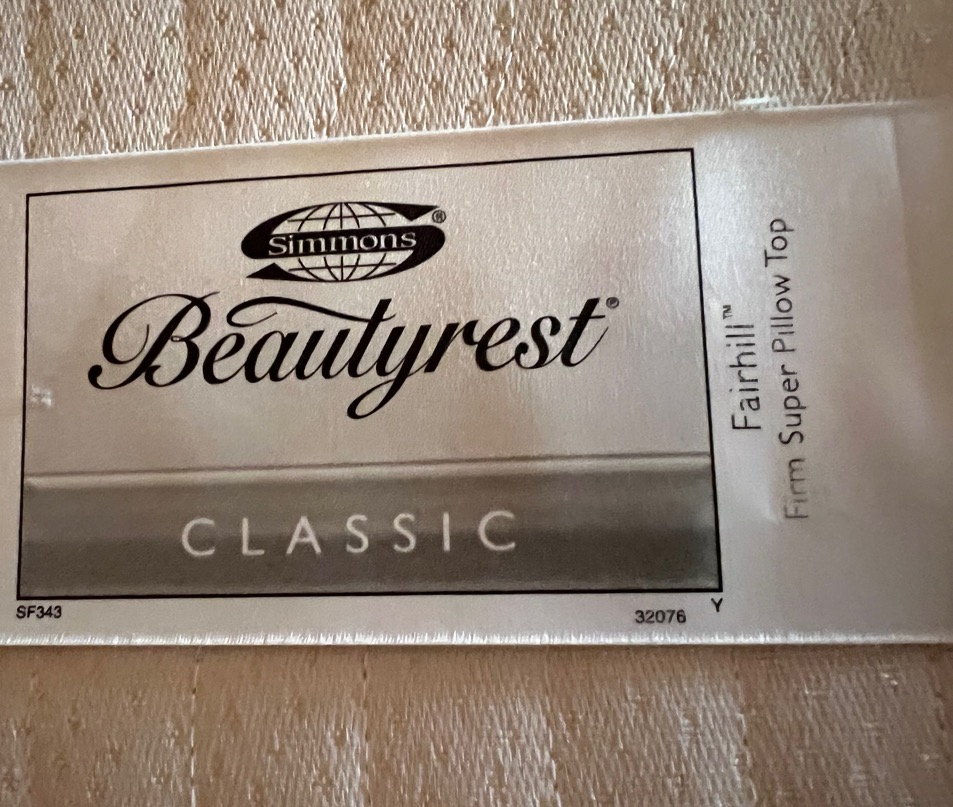 Simmons®
Beautyrest®
CLASSIC
SF343
32076
Y
Fairhill™
Firm Super Pillow Top